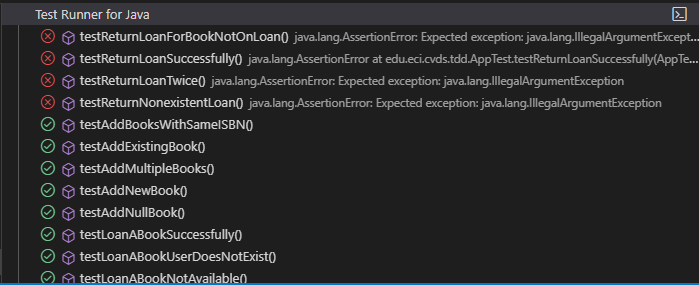 Test Runner for Java
testReturnLoanForBookNotOnLoan() java.lang.AssertionError: Expected exception: java.lang.IllegalArgumentExcept...
testReturnLoanSuccessfully() java.lang.AssertionError at edu.eci.cvds.tdd.AppTest.testReturnLoanSuccessfully(AppTe...
testReturnLoanTwice() java.lang.AssertionError: Expected exception: java.lang.IllegalArgumentException
testReturnNonexistentLoan() java.lang.AssertionError: Expected exception: java.lang.IllegalArgumentException
testAddBooksWithSameISBN()
testAddExistingBook()
testAddMultipleBooks()
testAddNewBook()
testAddNullBook()
testLoanABookSuccessfully()
testLoanABookUserDoesNotExist()
testLoanABookNotAvailable()